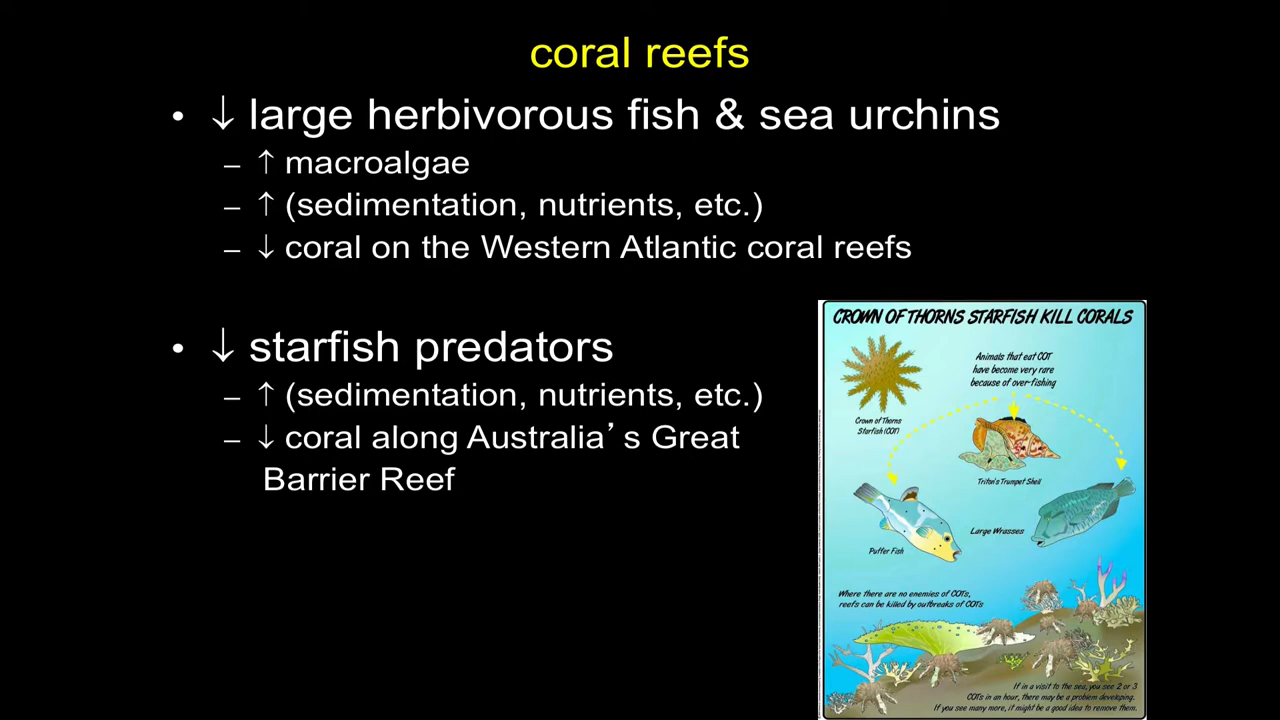 coral reefs
• ↓ large herbivorous fish & sea urchins
– ↑ macroalgae
– ↑ (sedimentation, nutrients, etc.)
– ↓ coral on the Western Atlantic coral reefs
• ↓ starfish predators
– ↑ (sedimentation, nutrients, etc.)
– ↓ coral along Australia’s Great
Barrier Reef
CROWN OF THORNS STARFISH KILL CORALS
Animals that eat COT
have become very rare
because of over-fishing
Crown of Thorns
Starfish (COT)
Triton's Trumpet Shell
Large Wrasses
Puffer Fish
Where there are no enemies of COTs,
reefs can be killed by outbreaks of COTs
If in a visit to the sea, you see 2 or 3
COTs in an hour, there may be a problem developing.
If you see many more, it might be a good idea to remove them.